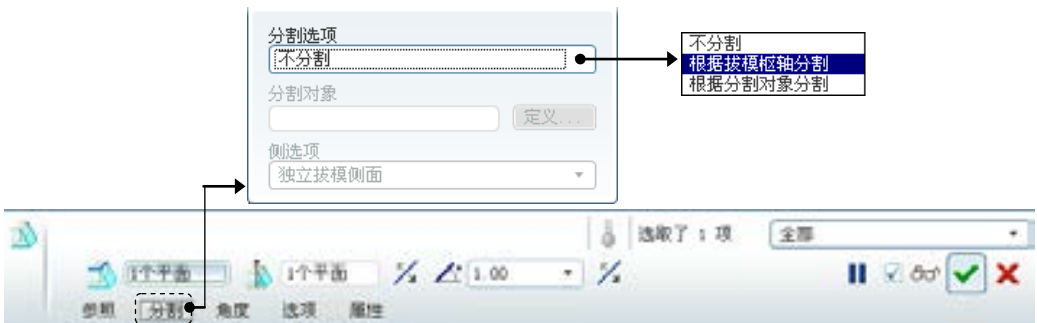 分割选项
不分割
分割对象
定义...
侧选项
独立拔模侧面
不分割
根据拔模枢轴分割
根据分割对象分割
选取了 1 项
全部
1个平面
1个平面
1.00
参照
分割
角度
选项
属性